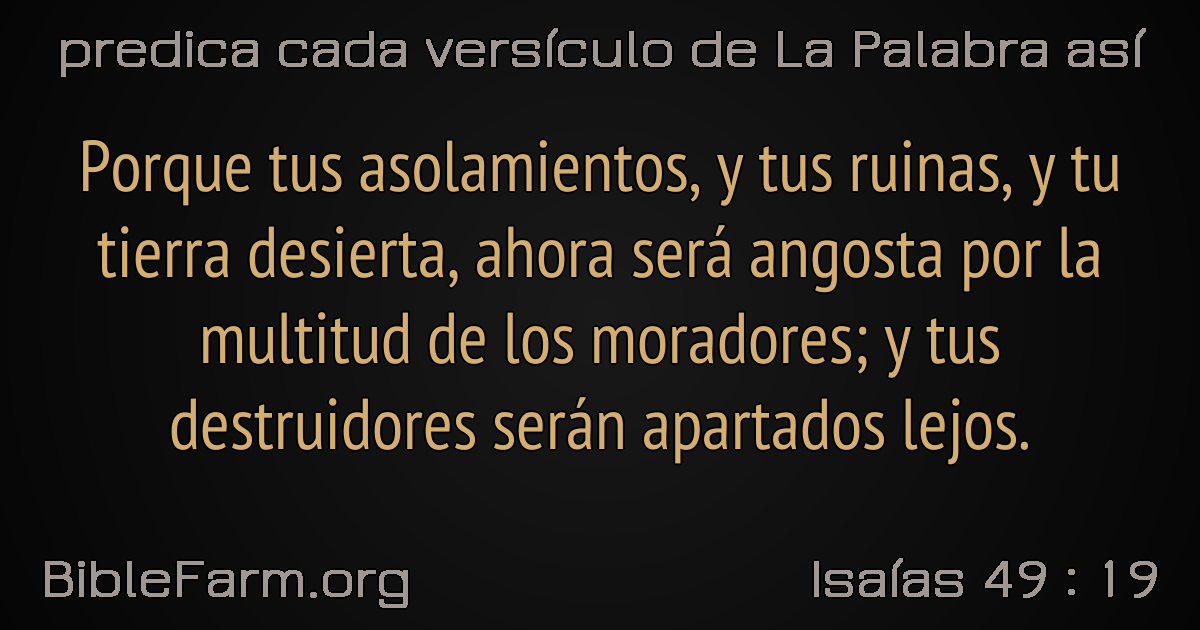 predica cada versículo de La Palabra así
Porque tus asolamientos, y tus ruinas, y tu
tierra desierta, ahora será angosta por la
multitud de los moradores; y tus
destruidores serán apartados lejos.
BibleFarm.org
Isaías 49 : 19